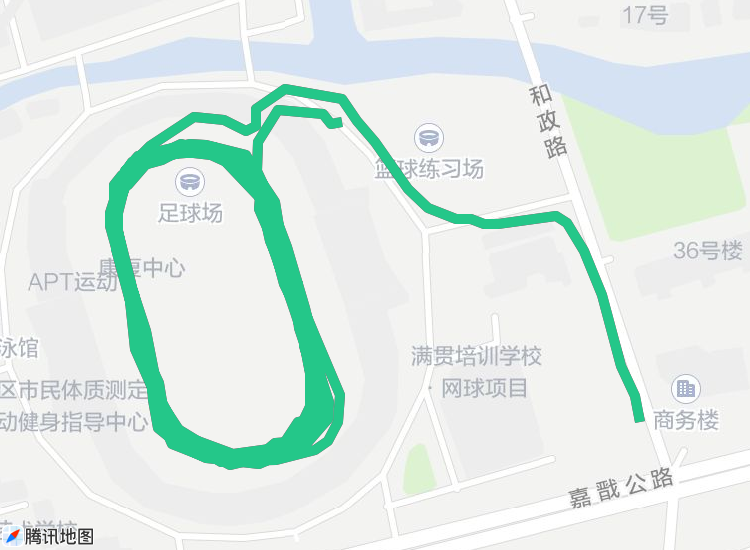 17号
和政路
篮球练习场
足球场
36号楼
康复中心
APT运动
泳馆
满贯培训学校
网球项目
区市民体质测定
动健身指导中心
商务楼
嘉戬公路
腾讯地图